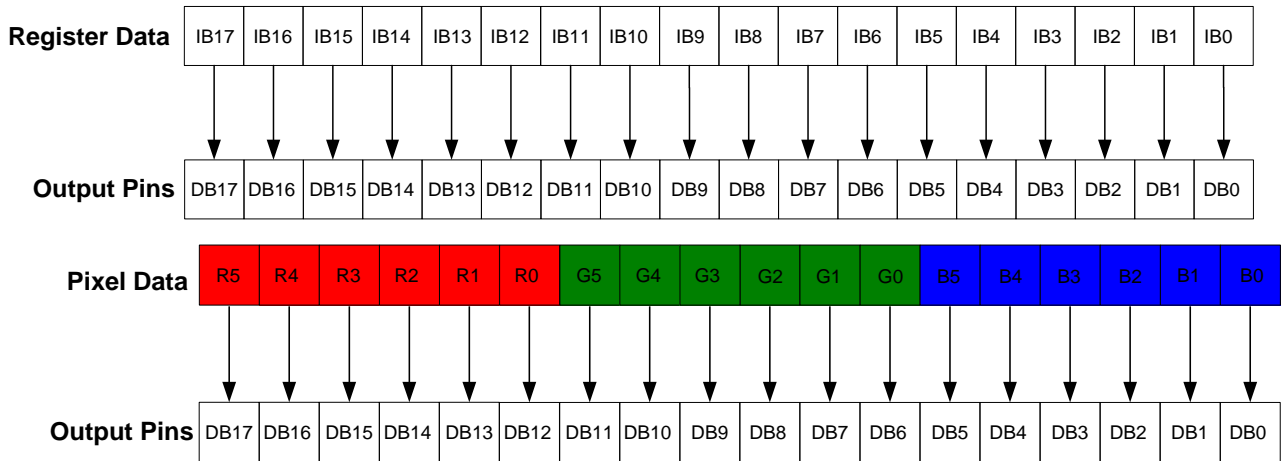 Register Data IB17 IB16 IB15 IB14 IB13 IB12 IB11 IB10 IB9 IB8 IB7 IB6 IB5 IB4 IB3 IB2 IB1 IB0
Output Pins DB17 DB16 DB15 DB14 DB13 DB12 DB11 DB10 DB9 DB8 DB7 DB6 DB5 DB4 DB3 DB2 DB1 DB0
Pixel Data R5 R4 R3 R2 R1 R0 G5 G4 G3 G2 G1 G0 B5 B4 B3 B2 B1 B0
Output Pins DB17 DB16 DB15 DB14 DB13 DB12 DB11 DB10 DB9 DB8 DB7 DB6 DB5 DB4 DB3 DB2 DB1 DB0